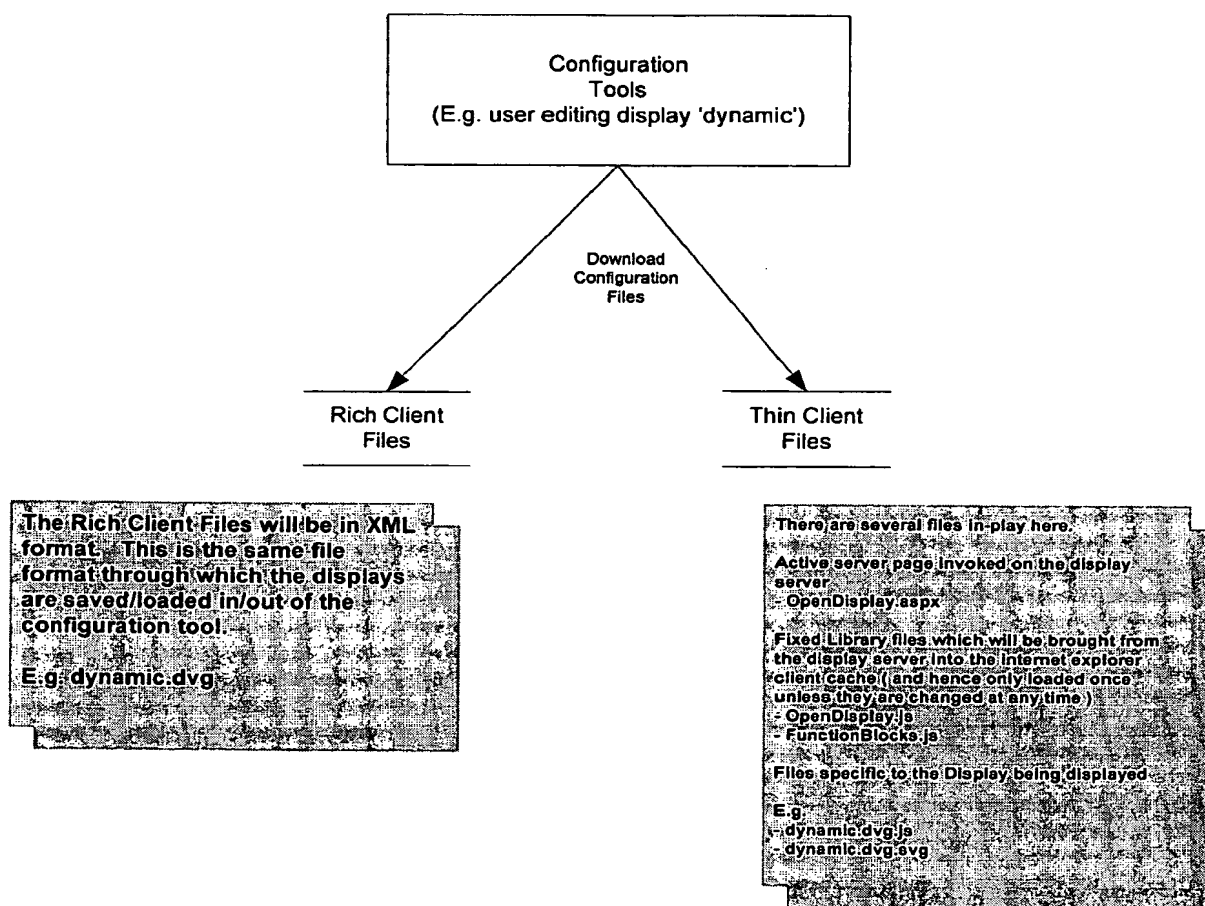 Configuration
Tools
(E.g. user editing display 'dynamic')
Download
Configuration
Files
Rich Client
Files
Thin Client
Files
The Rich Client Files will be in XML
format. This is the same file
format through which the displays
are saved/loaded in/out of the
configuration tool.
E.g. dynamic.dvg
There are several files in-play here.
Active server page invoked on the display
server
- OpenDisplay.aspx
Fixed Library files which will be brought from
the display server into the internet explorer
client cache ( and hence only loaded once
unless they are changed at any time )
- OpenDisplay.js
- FunctionBlocks.js
Files specific to the Display being displayed
E.g.
- dynamic.dvg.js
- dynamic.dvg.svg